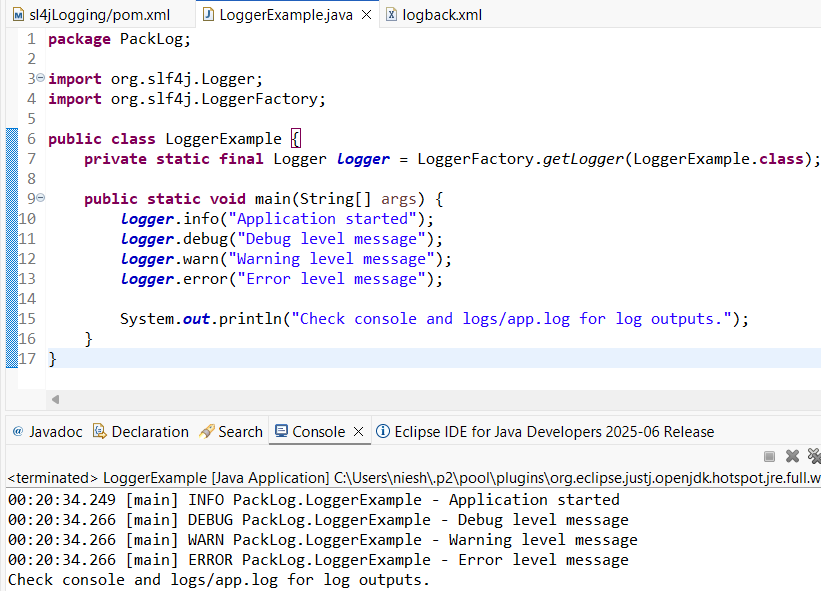 sl4jLogging/pom.xml LoggerExample.java logback.xml
1 package PackLog;
2
3 import org.slf4j.Logger;
4 import org.slf4j.LoggerFactory;
5
6 public class LoggerExample {
7     private static final Logger logger = LoggerFactory.getLogger(LoggerExample.class);
8
9     public static void main(String[] args) {
10         logger.info("Application started");
11         logger.debug("Debug level message");
12         logger.warn("Warning level message");
13         logger.error("Error level message");
14
15         System.out.println("Check console and logs/app.log for log outputs.");
16     }
17 }
@ Javadoc Declaration Search Console Eclipse IDE for Java Developers 2025-06 Release
<terminated> LoggerExample [Java Application] C:\Users\niesh\.p2\pool\plugins\org.eclipse.justj.openjdk.hotspot.jre.full.w
00:20:34.249 [main] INFO PackLog.LoggerExample - Application started
00:20:34.266 [main] DEBUG PackLog.LoggerExample - Debug level message
00:20:34.266 [main] WARN PackLog.LoggerExample - Warning level message
00:20:34.266 [main] ERROR PackLog.LoggerExample - Error level message
Check console and logs/app.log for log outputs.